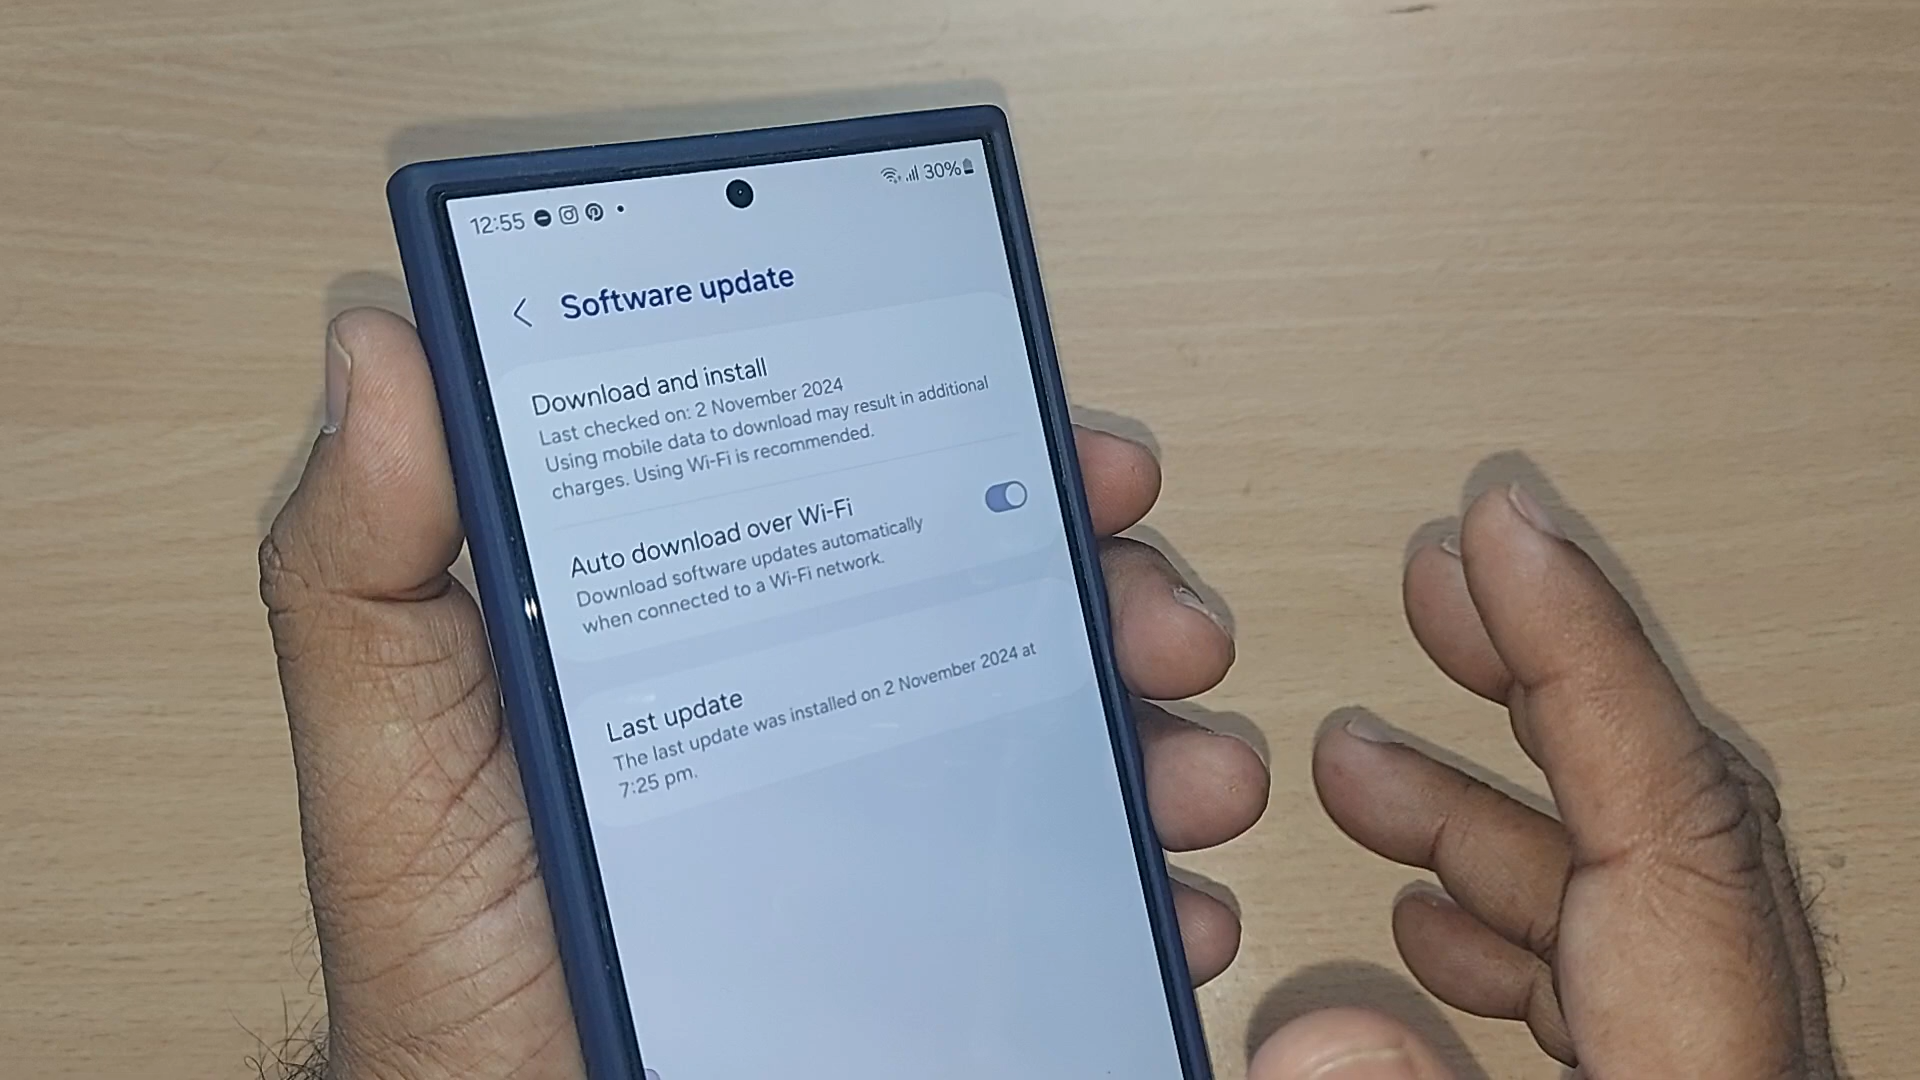 12:55
30%
Software update
Download and install
Last checked on: 2 November 2024
Using mobile data to download may result in additional
charges. Using Wi-Fi is recommended.
Auto download over Wi-Fi
Download software updates automatically
when connected to a Wi-Fi network.
Last update
The last update was installed on 2 November 2024 at
7:25 pm.